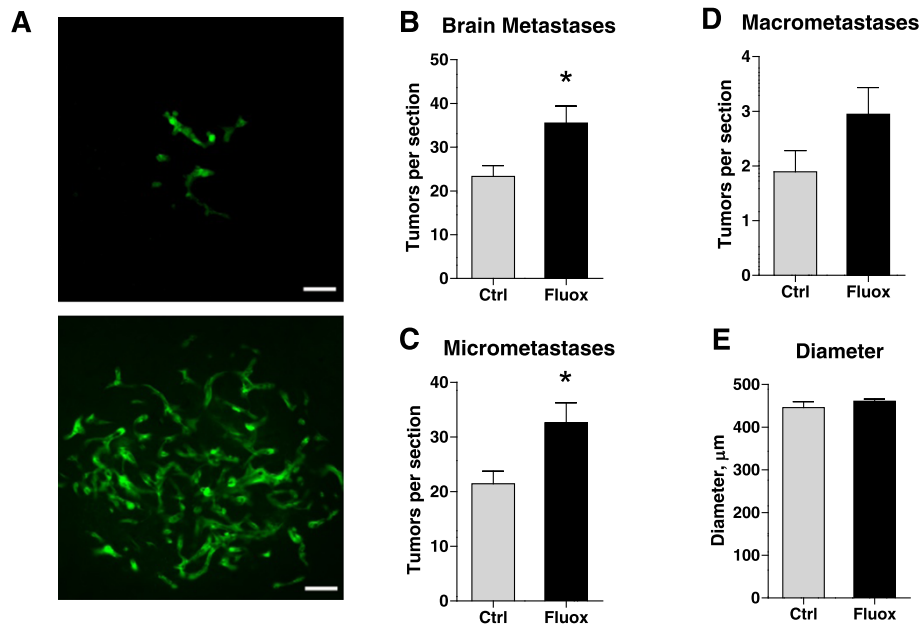 A
B
Brain Metastases
50
40
30
20
10
0
Tumors per section
*
Ctrl
Fluox
C
Micrometastases
40
30
20
10
0
Tumors per section
*
Ctrl
Fluox
D
Macrometastases
4
3
2
1
0
Tumors per section
Ctrl
Fluox
E
Diameter
500
400
300
200
100
0
Diameter, μm
Ctrl
Fluox